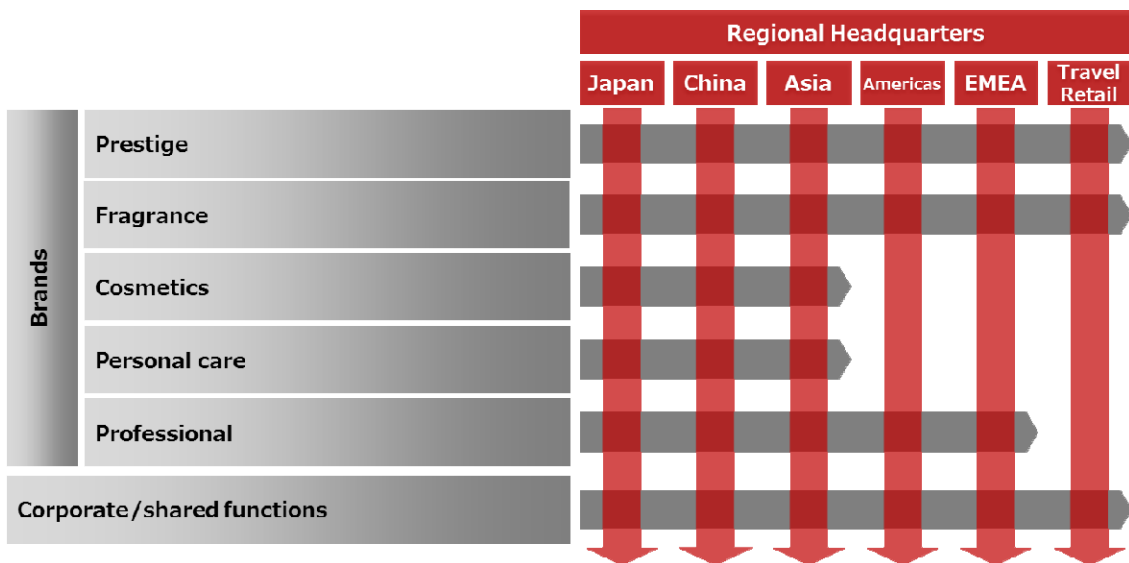 Regional Headquarters
Japan
China
Asia
Americas
EMEA
Travel
Retail
Brands
Prestige
Fragrance
Cosmetics
Personal care
Professional
Corporate/shared functions